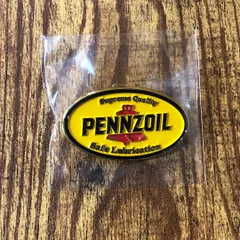 Supreme Quality
PENNZOIL
Safe Lubrication